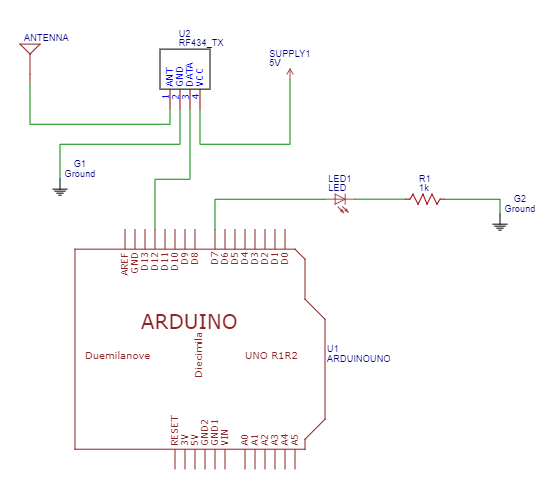 ANTENNA
U2
RF434_TX
ANT
GND
DATA
VCC
1
2
3
4
SUPPLY1
5V
G1
Ground
LED1
LED
R1
1k
G2
Ground
AREF
GND
D13
D12
D11
D10
D9
D8
D7
D6
D5
D4
D3
D2
D1
D0
ARDUINO
Duemilanove
Diecimila
UNO R1R2
U1
ARDUINOUNO
RESET
3V
5V
GND2
GND1
VIN
A0
A1
A2
A3
A4
A5